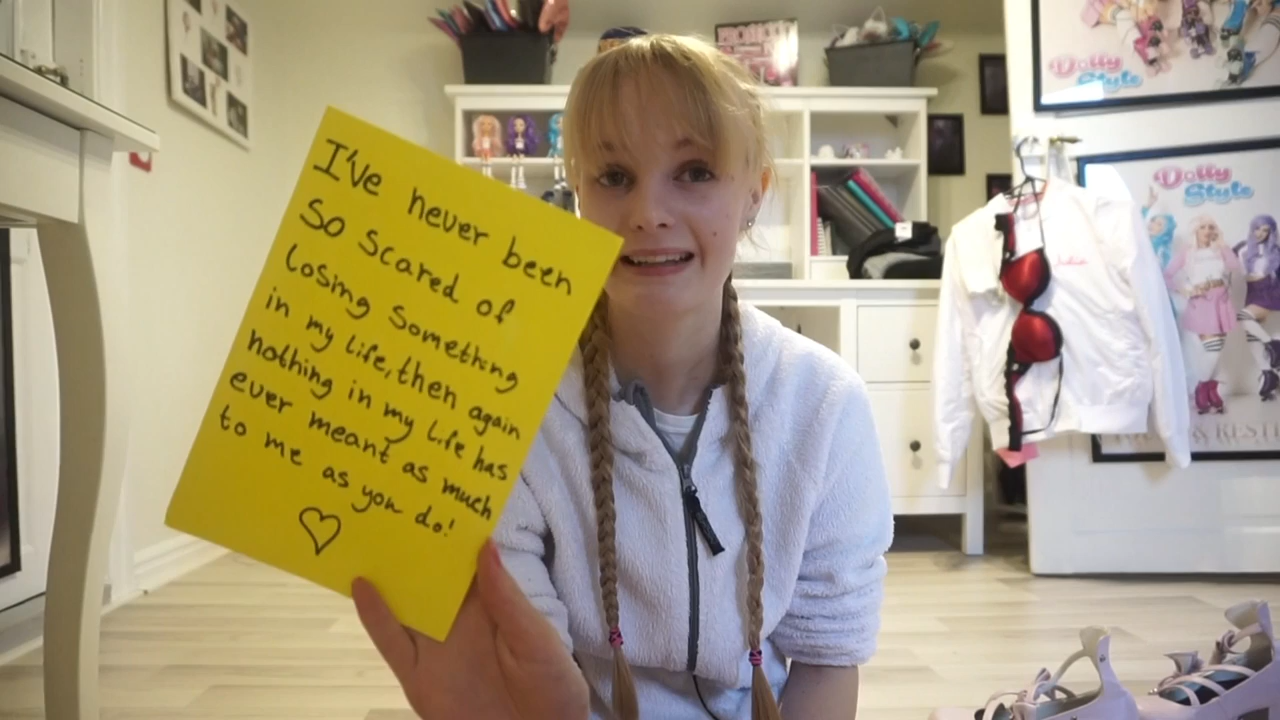 I've never been
so scared of
losing something
in my life, then again
nothing in my life has
ever meant as much
to me as you do!
Dolly
Style
Dolly
Style